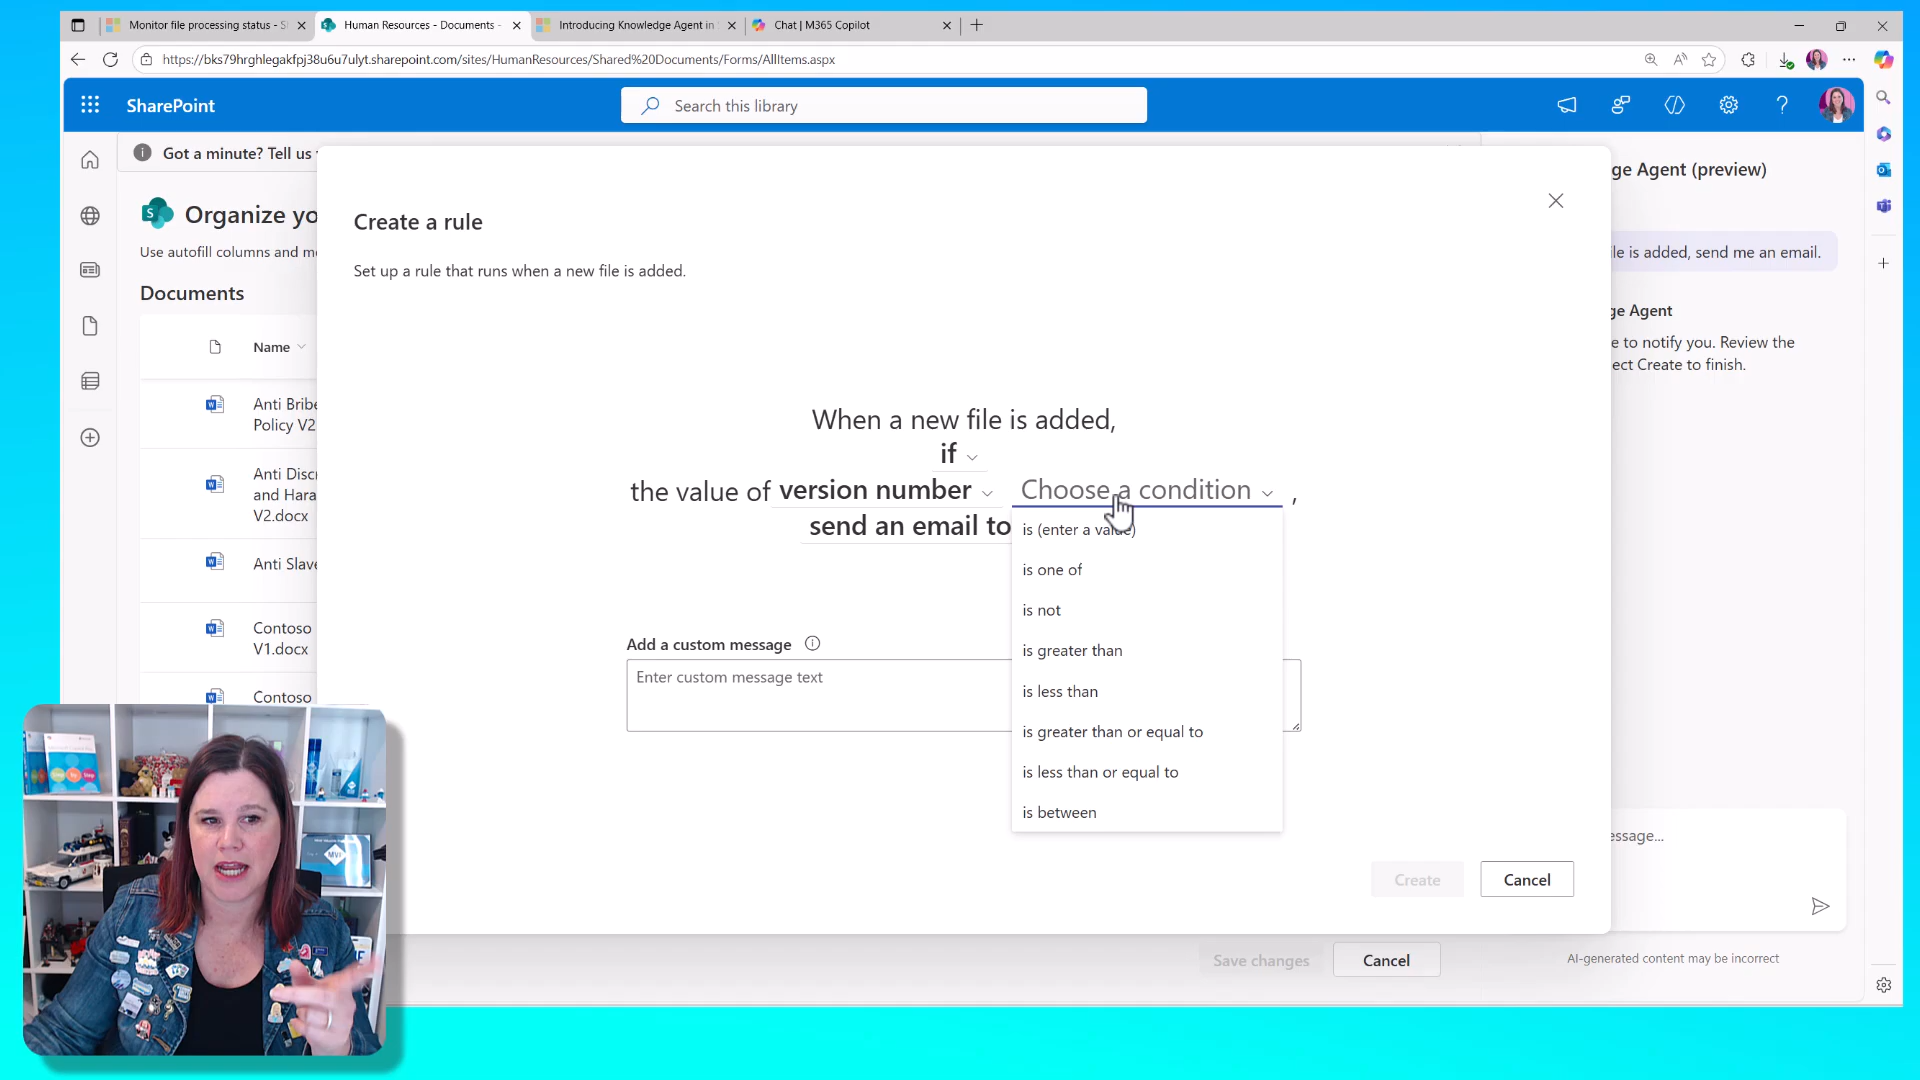 Monitor file processing status - S
Human Resources - Documents -
Introducing Knowledge Agent in
Chat | M365 Copilot
https://bks79hrghlegakfpj38u6u7ulyt.sharepoint.com/sites/HumanResources/Shared%20Documents/Forms/AllItems.aspx
SharePoint
Search this library
Got a minute? Tell us
ge Agent (preview)
Organize yo
Use autofill columns and m
Documents
Name
Anti Bribe
Policy V2
Anti Disc
and Hara
V2.docx
Anti Slav
Contoso
V1.docx
Contoso
Create a rule
Set up a rule that runs when a new file is added.
When a new file is added,
if
the value of version number Choose a condition ,
send an email to
is (enter a value)
is one of
is not
is greater than
is less than
is greater than or equal to
is less than or equal to
is between
Add a custom message
Enter custom message text
Create
Cancel
le is added, send me an email.
ge Agent
e to notify you. Review the
ect Create to finish.
essage...
Save changes
Cancel
AI-generated content may be incorrect